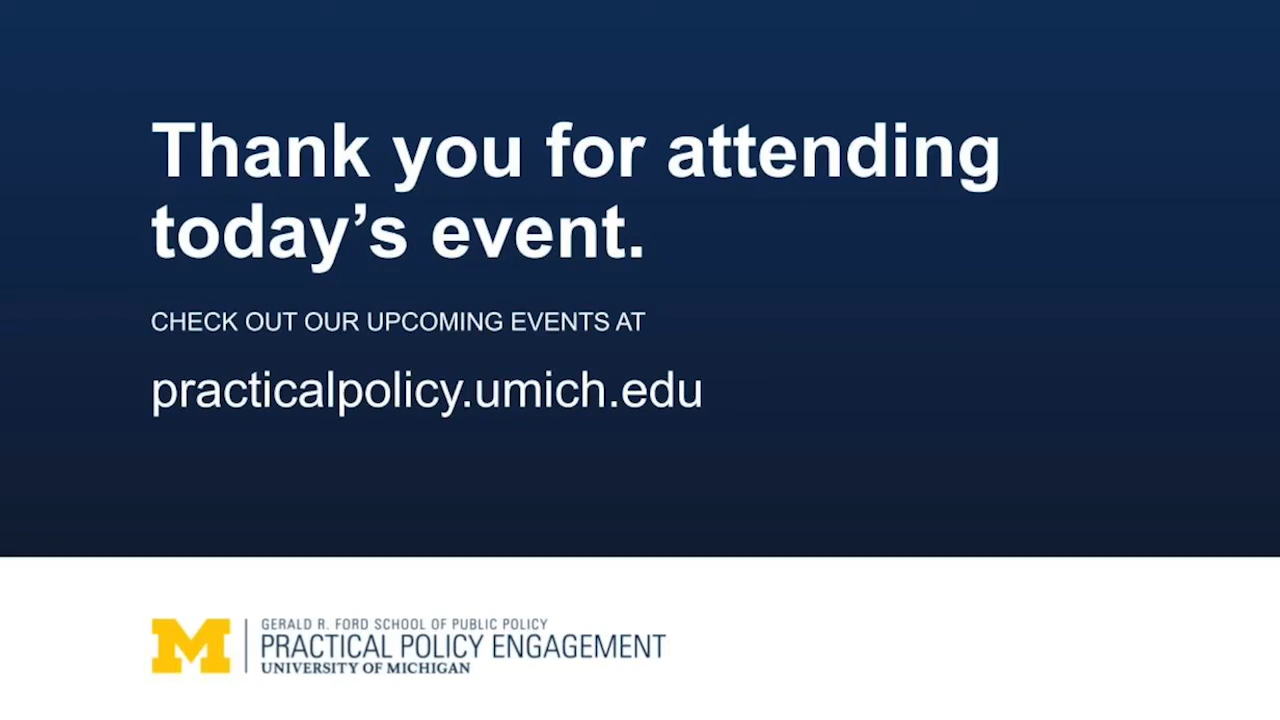 Thank you for attending
today’s event.
CHECK OUT OUR UPCOMING EVENTS AT
practicalpolicy.umich.edu
M
GERALD R. FORD SCHOOL OF PUBLIC POLICY
PRACTICAL POLICY ENGAGEMENT
UNIVERSITY OF MICHIGAN